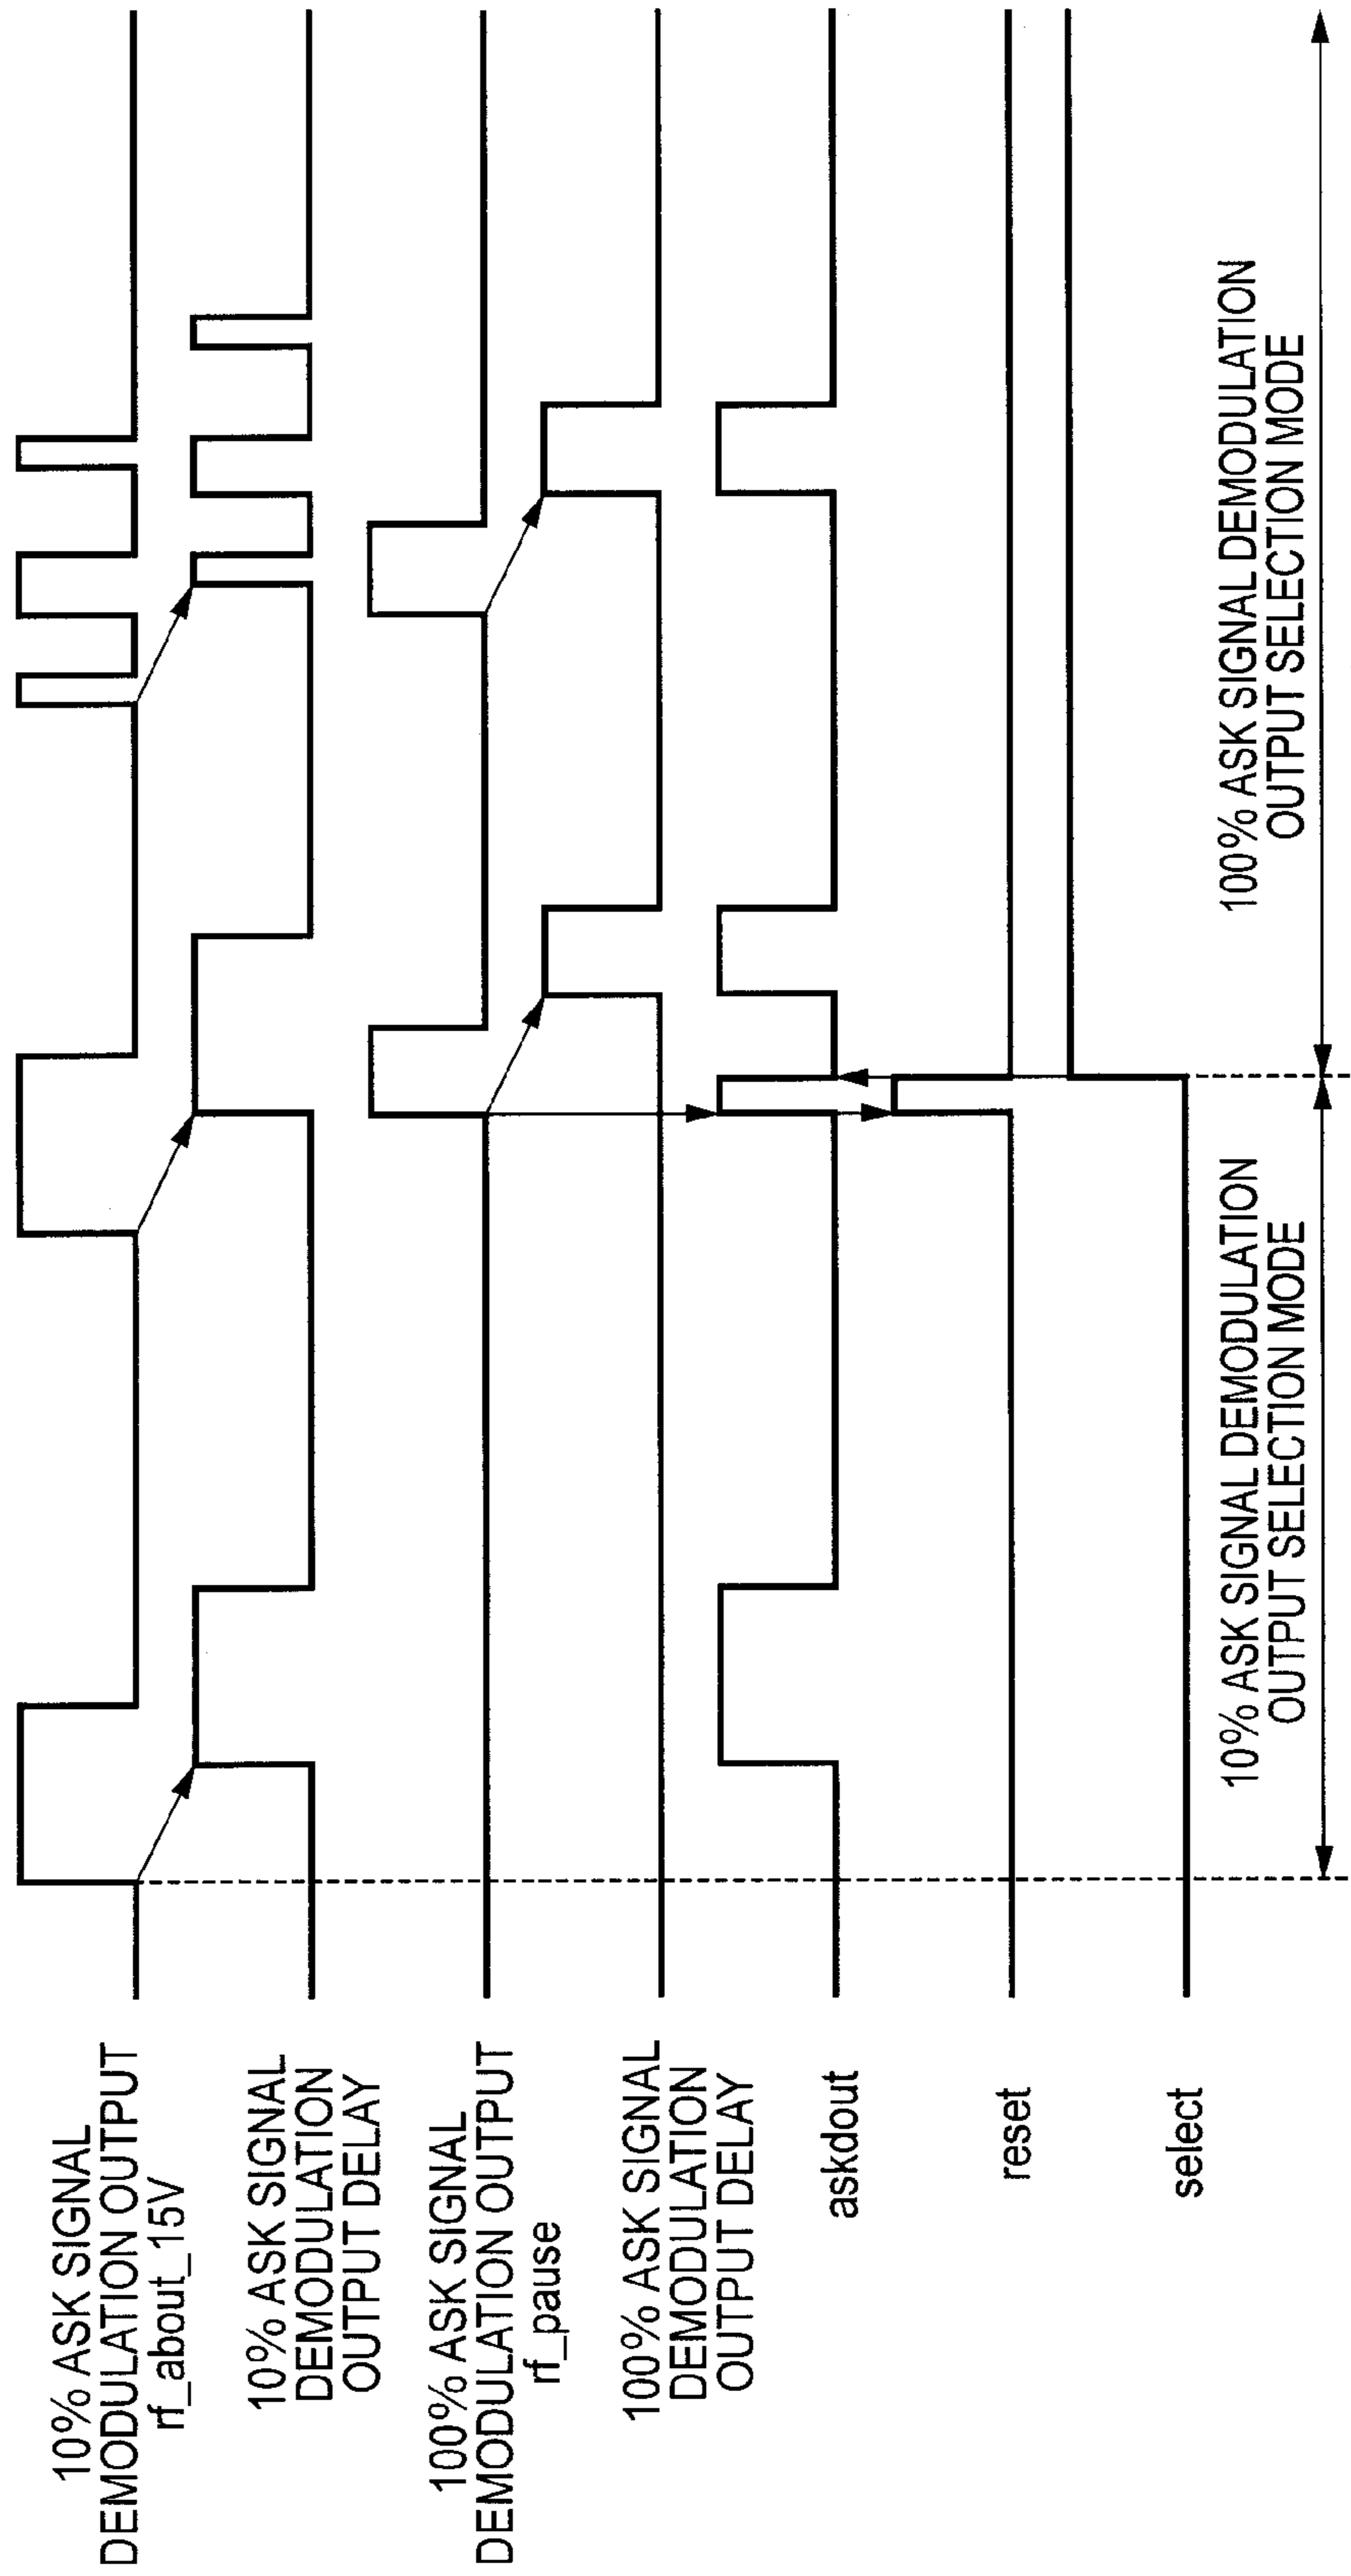 10% ASK SIGNAL
DEMODULATION OUTPUT
rf_about_15V
10% ASK SIGNAL
DEMODULATION
OUTPUT DELAY
100% ASK SIGNAL
DEMODULATION OUTPUT
rf_pause
100% ASK SIGNAL
DEMODULATION
OUTPUT DELAY
askdout
reset
select
10% ASK SIGNAL DEMODULATION
OUTPUT SELECTION MODE
100% ASK SIGNAL DEMODULATION
OUTPUT SELECTION MODE